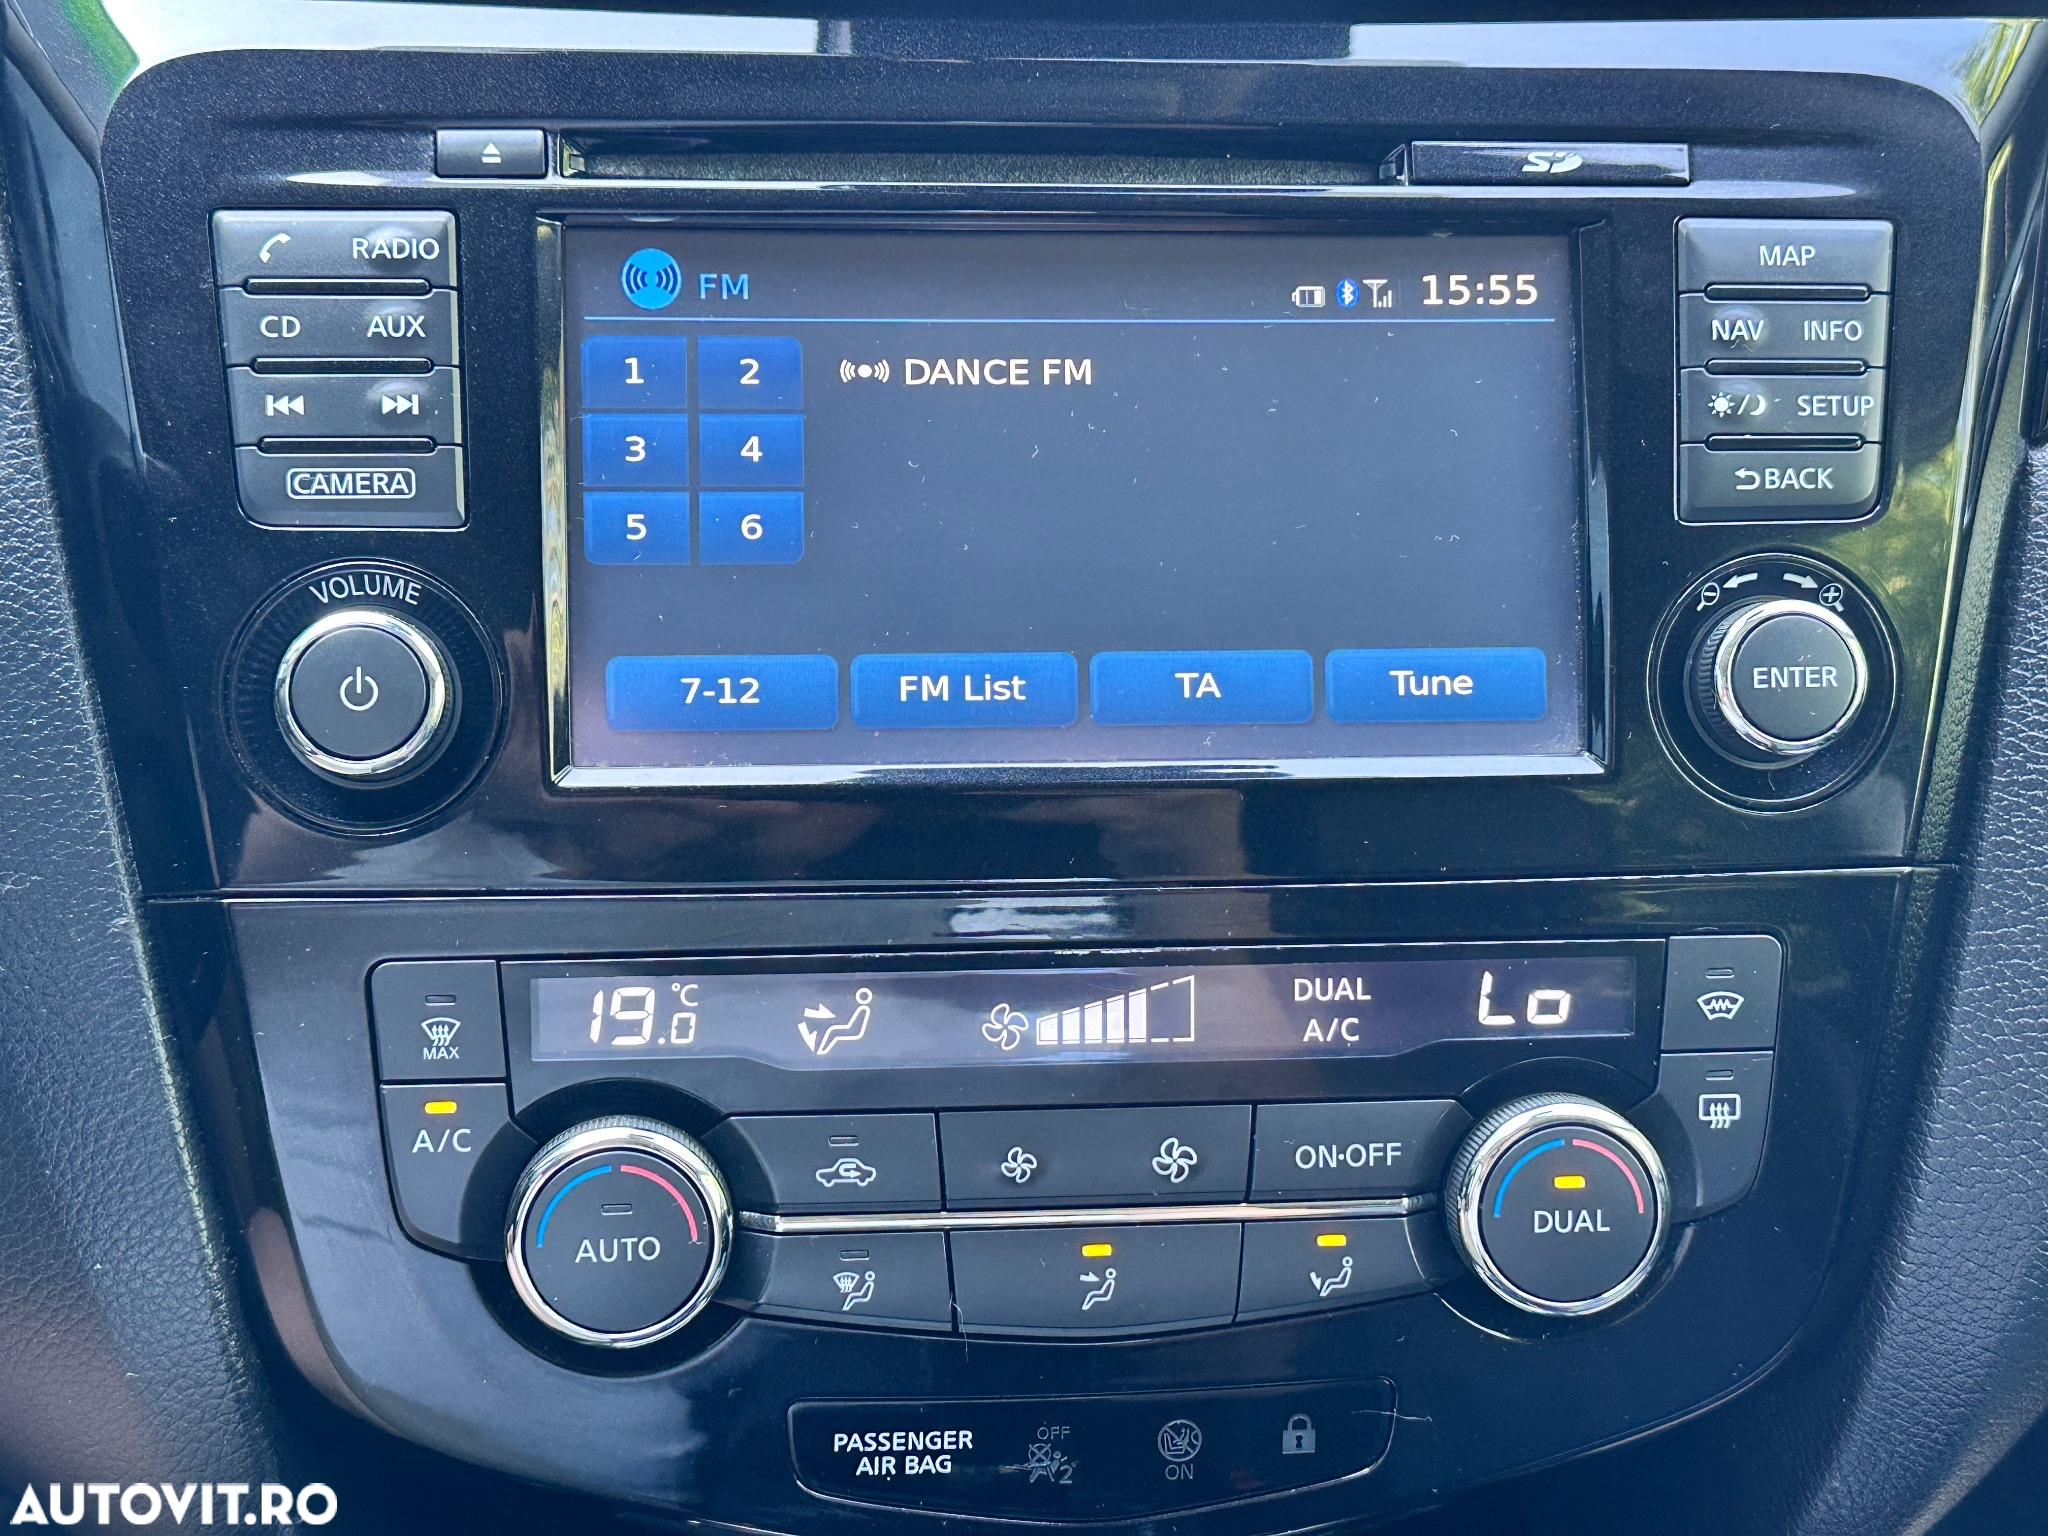 SD
RADIO
CD AUX
CAMERA
VOLUME
FM 15:55
1 2
3 4
5 6
DANCE FM
7-12 FM List TA Tune
MAP
NAV INFO
SETUP
BACK
ENTER
MAX
A/C
19.0 °C
DUAL
A/C
Lo
AUTO
ON·OFF
DUAL
PASSENGER
AIR BAG
OFF
2
ON
AUTOVIT.RO